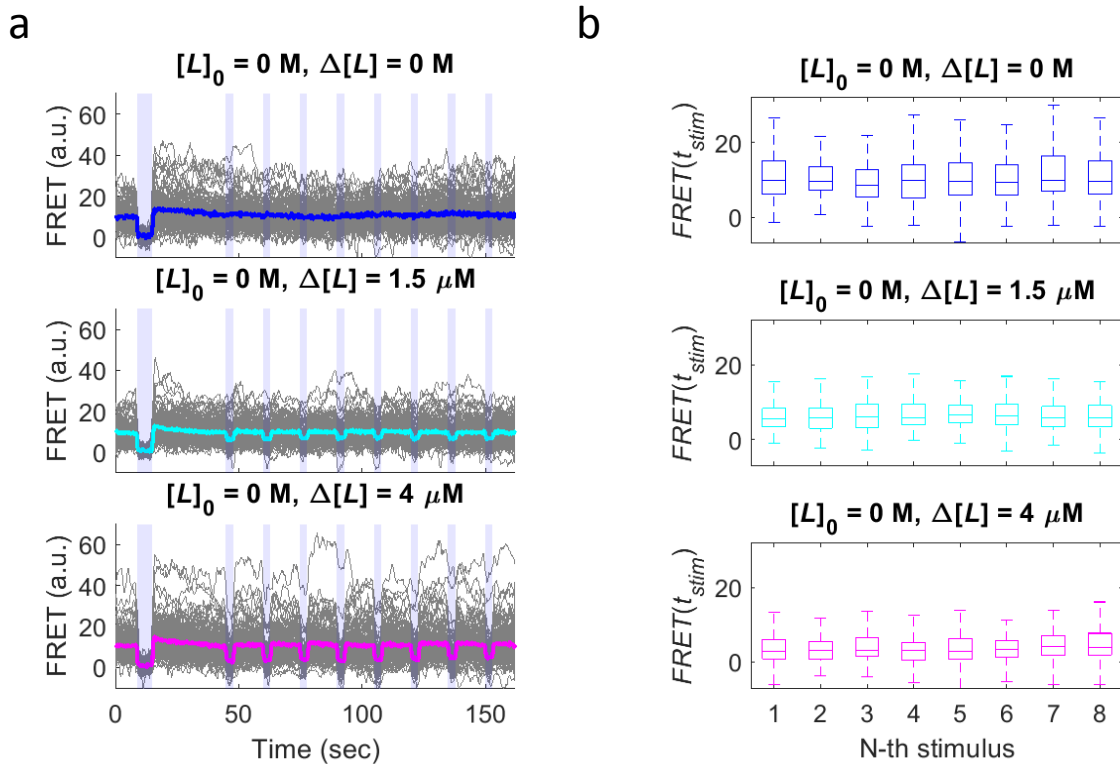 a
[L]0 = 0 M, Δ[L] = 0 M
FRET (a.u.)
60
40
20
0
[L]0 = 0 M, Δ[L] = 1.5 μM
FRET (a.u.)
60
40
20
0
[L]0 = 0 M, Δ[L] = 4 μM
FRET (a.u.)
60
40
20
0
0 50 100 150
Time (sec)
b
[L]0 = 0 M, Δ[L] = 0 M
FRET(tstim)
20
0
[L]0 = 0 M, Δ[L] = 1.5 μM
FRET(tstim)
20
0
[L]0 = 0 M, Δ[L] = 4 μM
FRET(tstim)
20
0
1 2 3 4 5 6 7 8
N-th stimulus